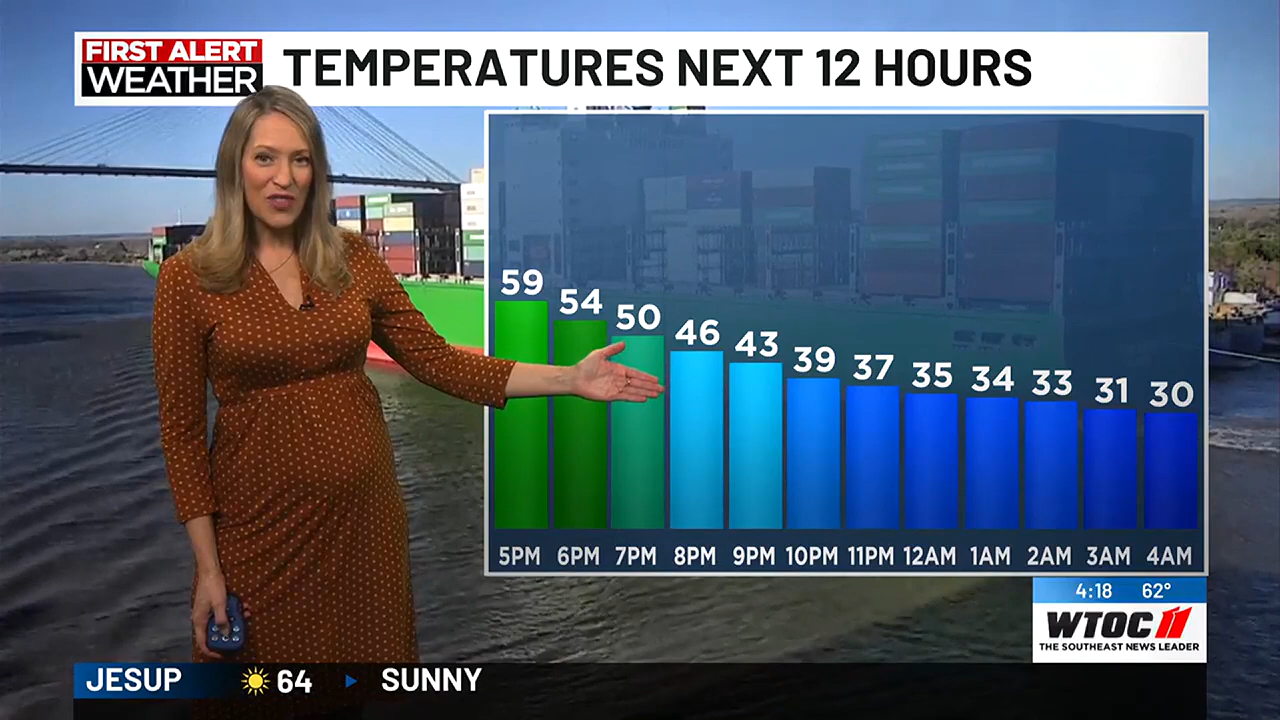 FIRST ALERT
WEATHER
TEMPERATURES NEXT 12 HOURS
59 54 50 46 43 39 37 35 34 33 31 30
5PM 6PM 7PM 8PM 9PM 10PM 11PM 12AM 1AM 2AM 3AM 4AM
4:18 62°
WTOC 11
THE SOUTHEAST NEWS LEADER
JESUP 64 SUNNY